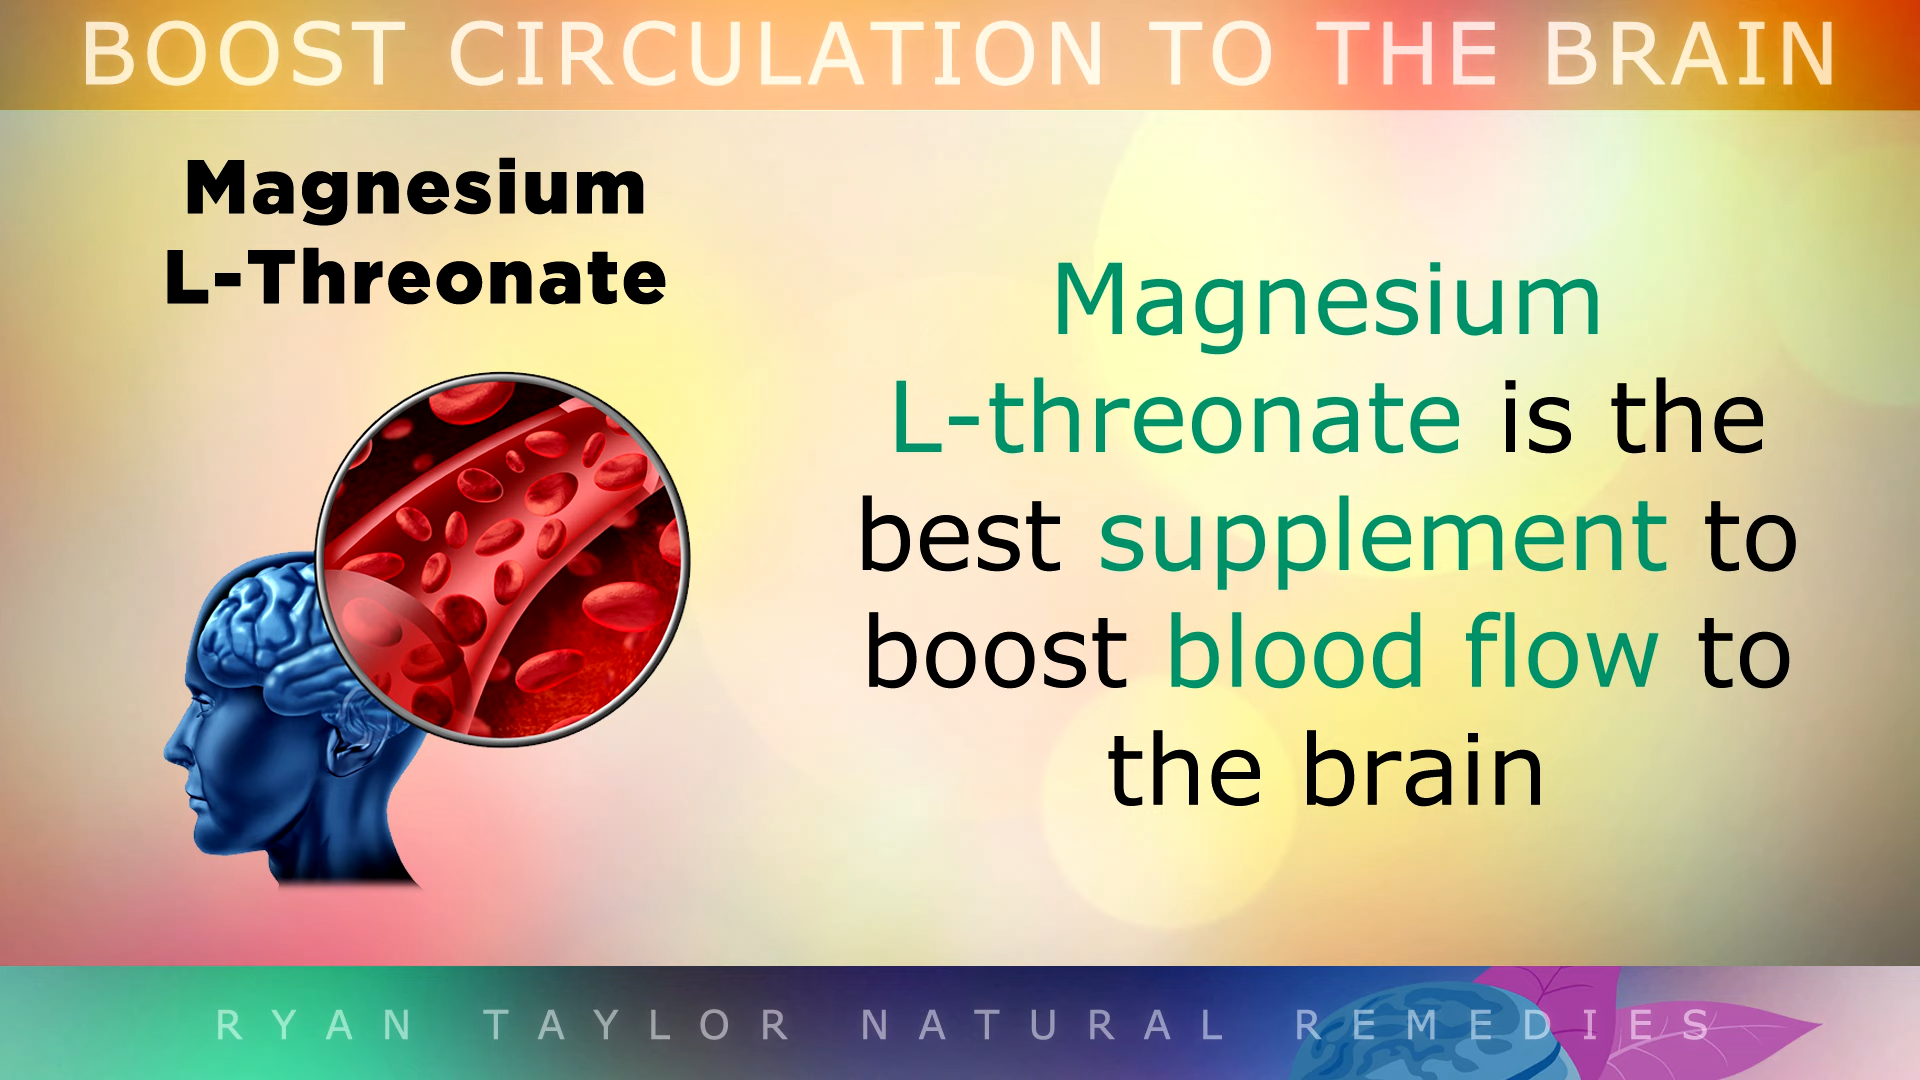 BOOST CIRCULATION TO THE BRAIN
Magnesium
L-Threonate
Magnesium
L-threonate is the
best supplement to
boost blood flow to
the brain
RYAN TAYLOR NATURAL REMEDIES